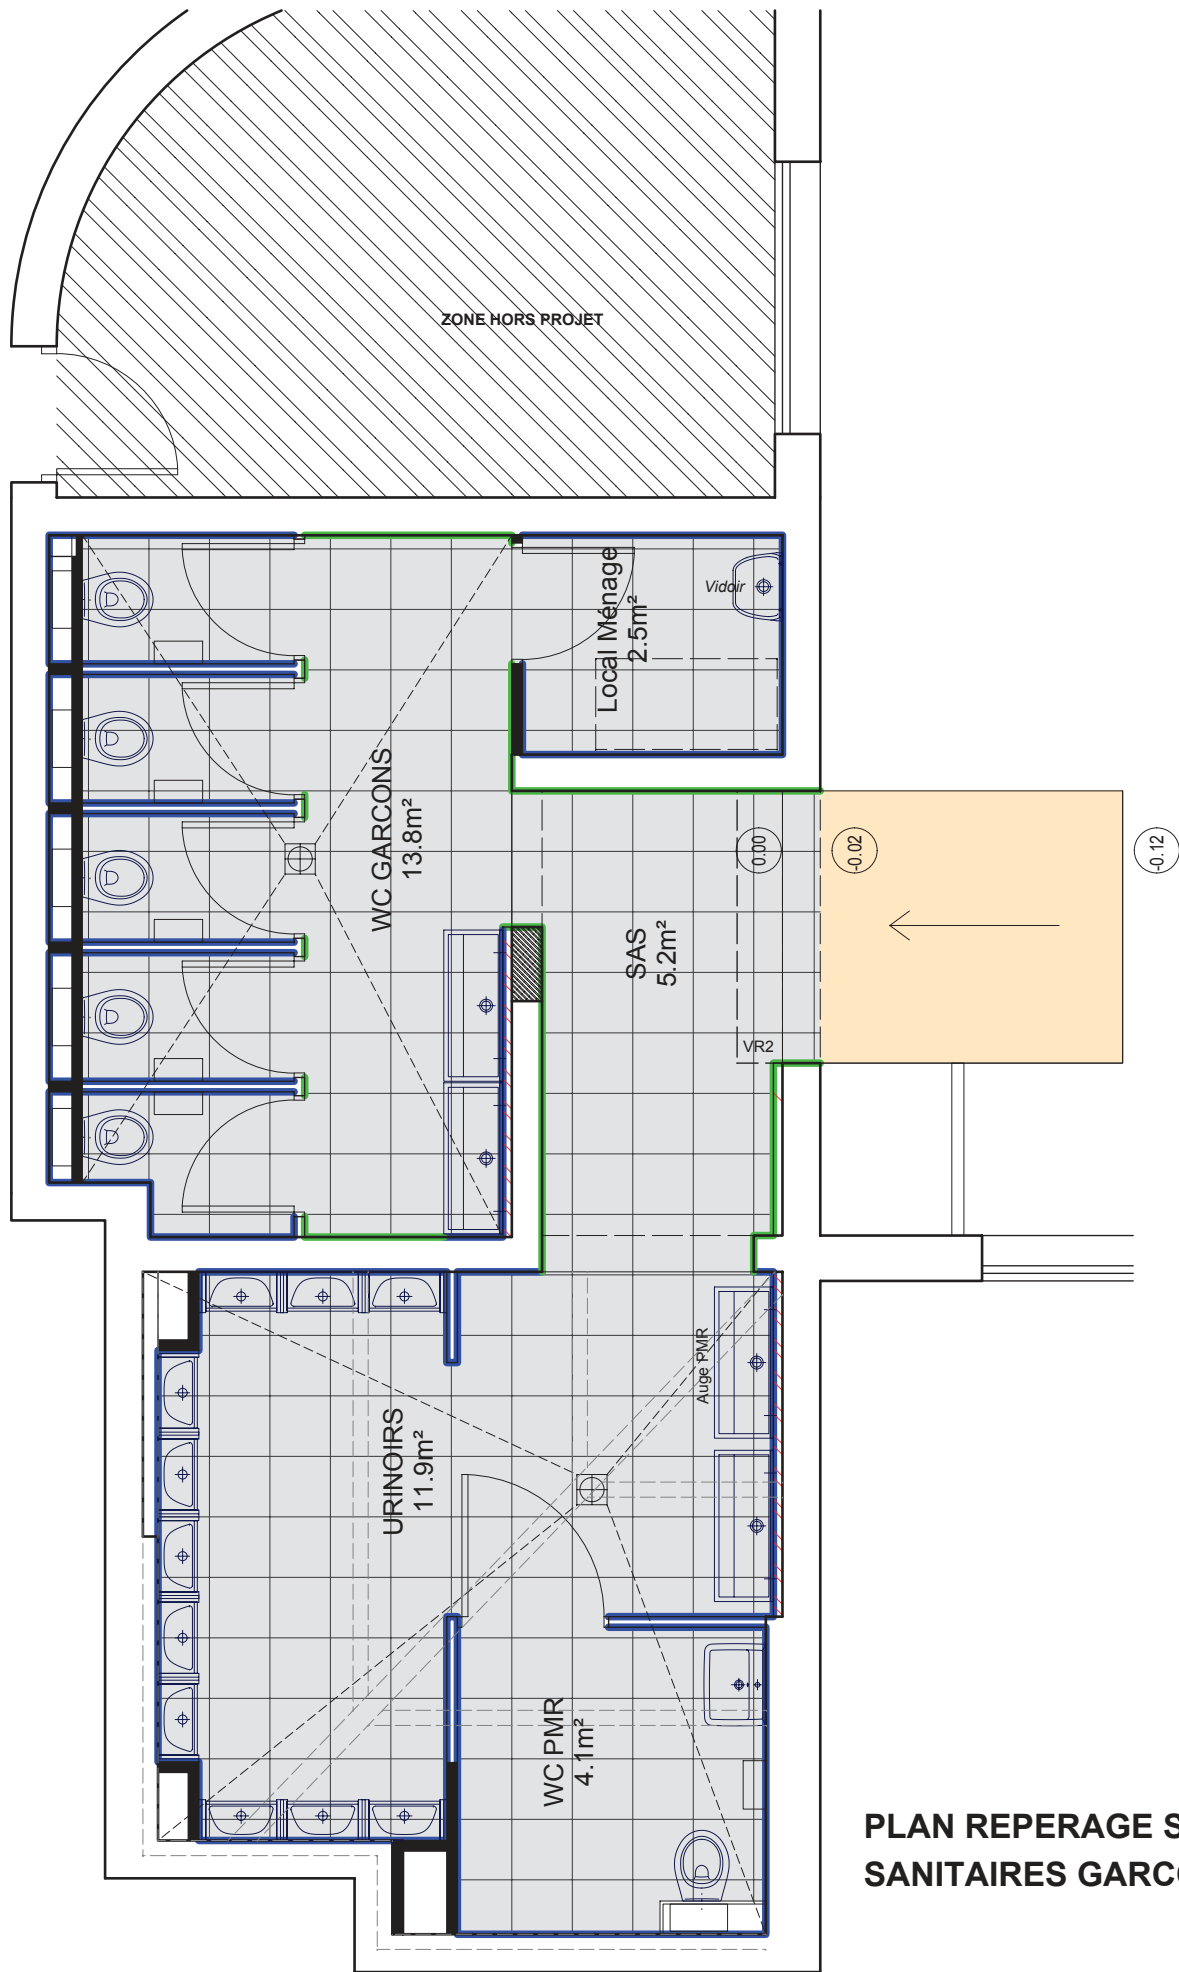 ZONE HORS PROJET
Local Ménage
2.5m²
Vidoir
WC GARCONS
13.8m²
SAS
5.2m²
0.00
-0.02
-0.12
VR2
Auge PMR
URINOIRS
11.9m²
WC PMR
4.1m²
PLAN REPERAGE S
SANITAIRES GARC